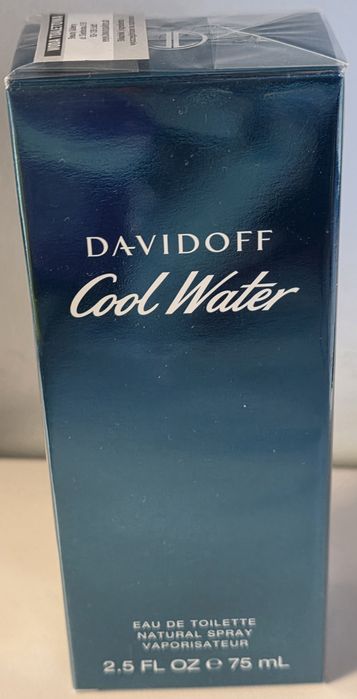 DAVIDOFF
Cool Water
EAU DE TOILETTE
NATURAL SPRAY
VAPORISATEUR
2.5 FL OZ ℮ 75 mL